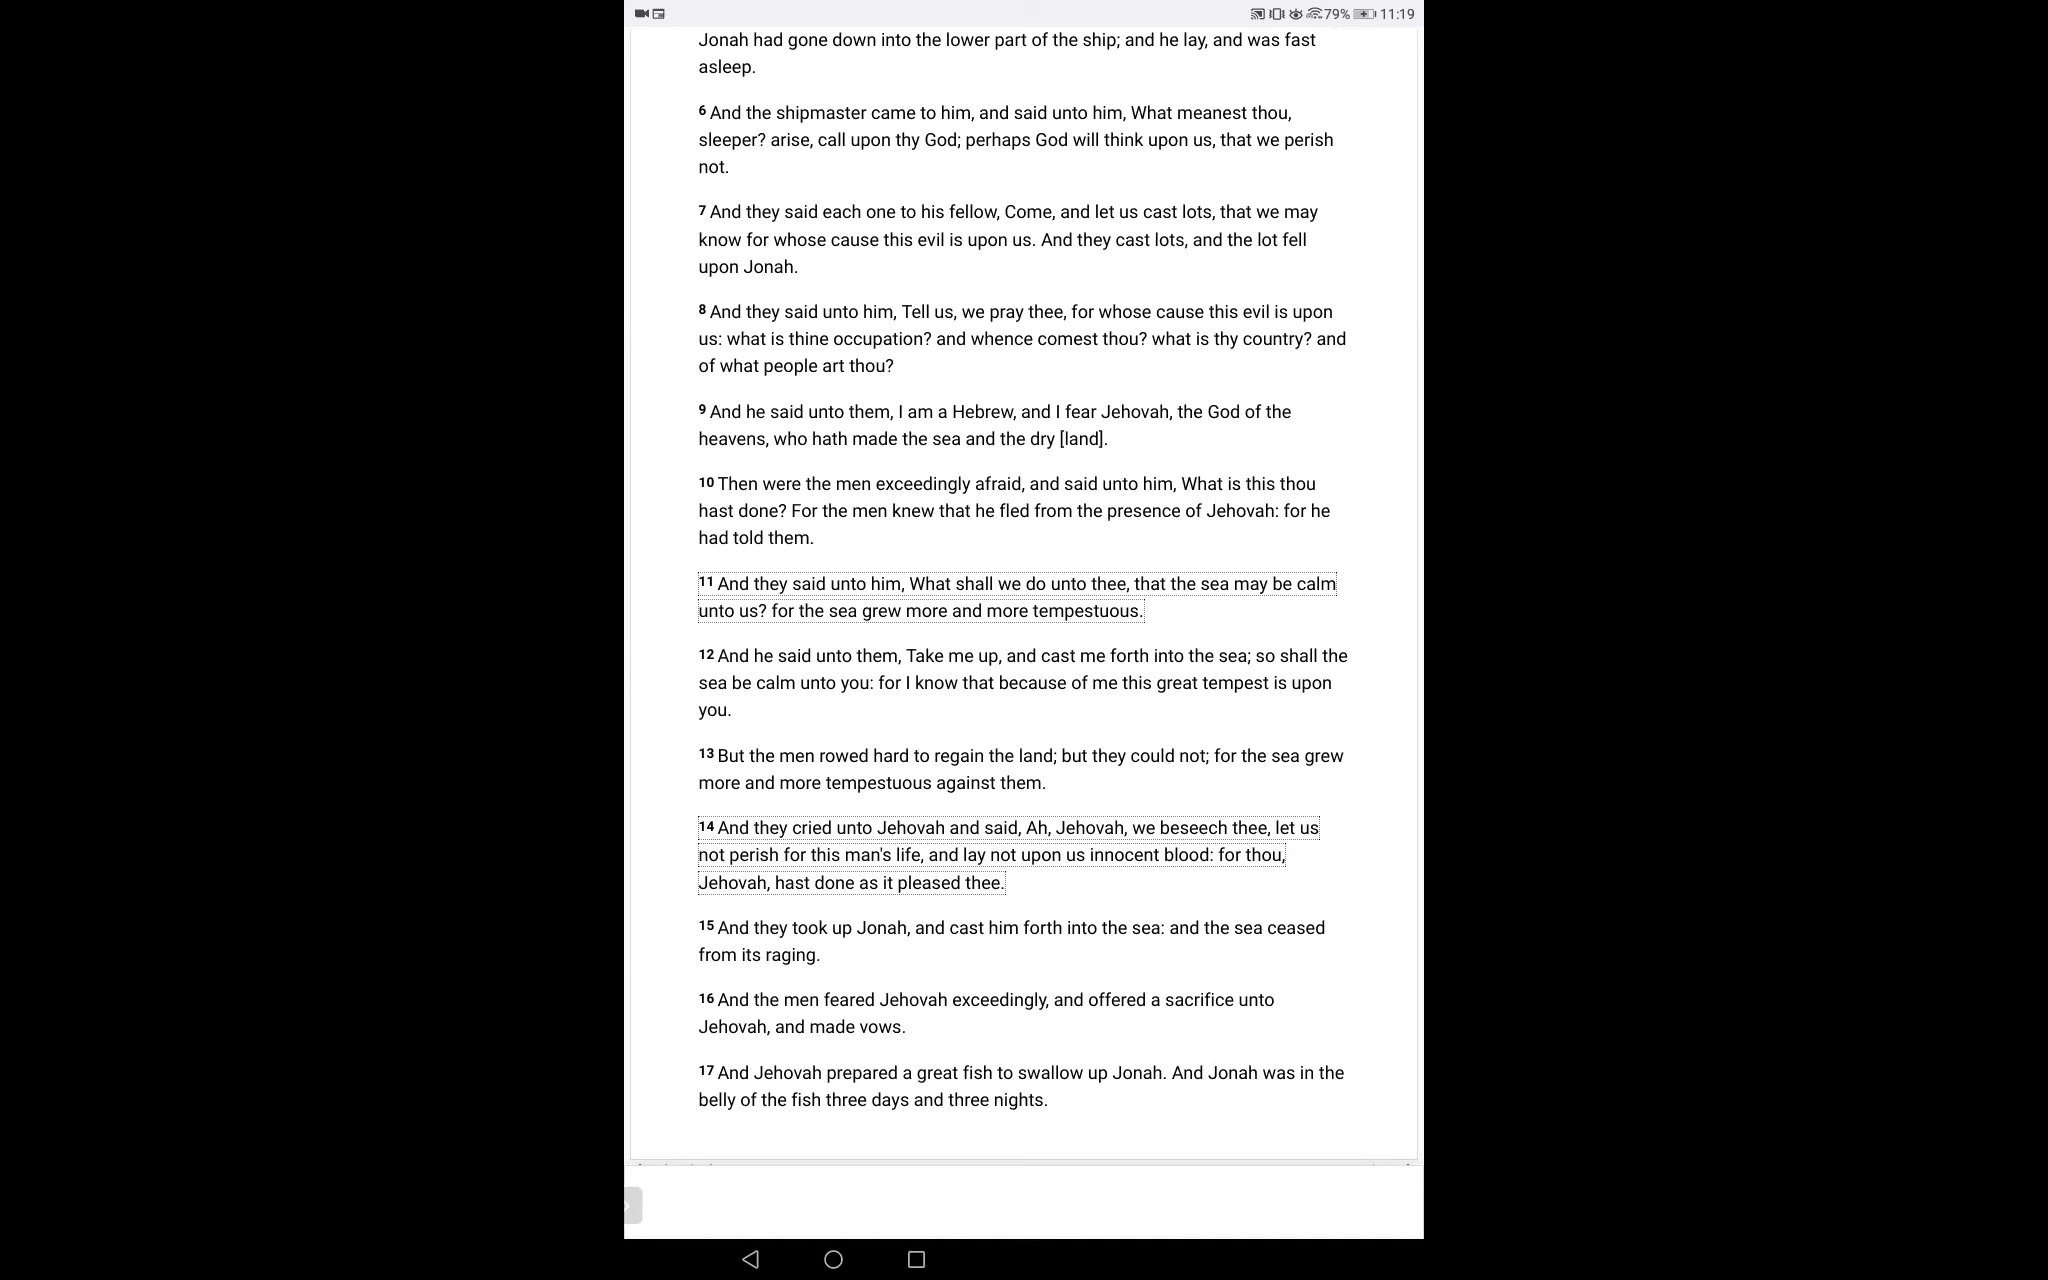 79% 11:19
Jonah had gone down into the lower part of the ship; and he lay, and was fast
asleep.
6 And the shipmaster came to him, and said unto him, What meanest thou,
sleeper? arise, call upon thy God; perhaps God will think upon us, that we perish
not.
7 And they said each one to his fellow, Come, and let us cast lots, that we may
know for whose cause this evil is upon us. And they cast lots, and the lot fell
upon Jonah.
8 And they said unto him, Tell us, we pray thee, for whose cause this evil is upon
us: what is thine occupation? and whence comest thou? what is thy country? and
of what people art thou?
9 And he said unto them, I am a Hebrew, and I fear Jehovah, the God of the
heavens, who hath made the sea and the dry [land].
10 Then were the men exceedingly afraid, and said unto him, What is this thou
hast done? For the men knew that he fled from the presence of Jehovah: for he
had told them.
11 And they said unto him, What shall we do unto thee, that the sea may be calm
unto us? for the sea grew more and more tempestuous.
12 And he said unto them, Take me up, and cast me forth into the sea; so shall the
sea be calm unto you: for I know that because of me this great tempest is upon
you.
13 But the men rowed hard to regain the land; but they could not; for the sea grew
more and more tempestuous against them.
14 And they cried unto Jehovah and said, Ah, Jehovah, we beseech thee, let us
not perish for this man's life, and lay not upon us innocent blood: for thou,
Jehovah, hast done as it pleased thee.
15 And they took up Jonah, and cast him forth into the sea: and the sea ceased
from its raging.
16 And the men feared Jehovah exceedingly, and offered a sacrifice unto
Jehovah, and made vows.
17 And Jehovah prepared a great fish to swallow up Jonah. And Jonah was in the
belly of the fish three days and three nights.